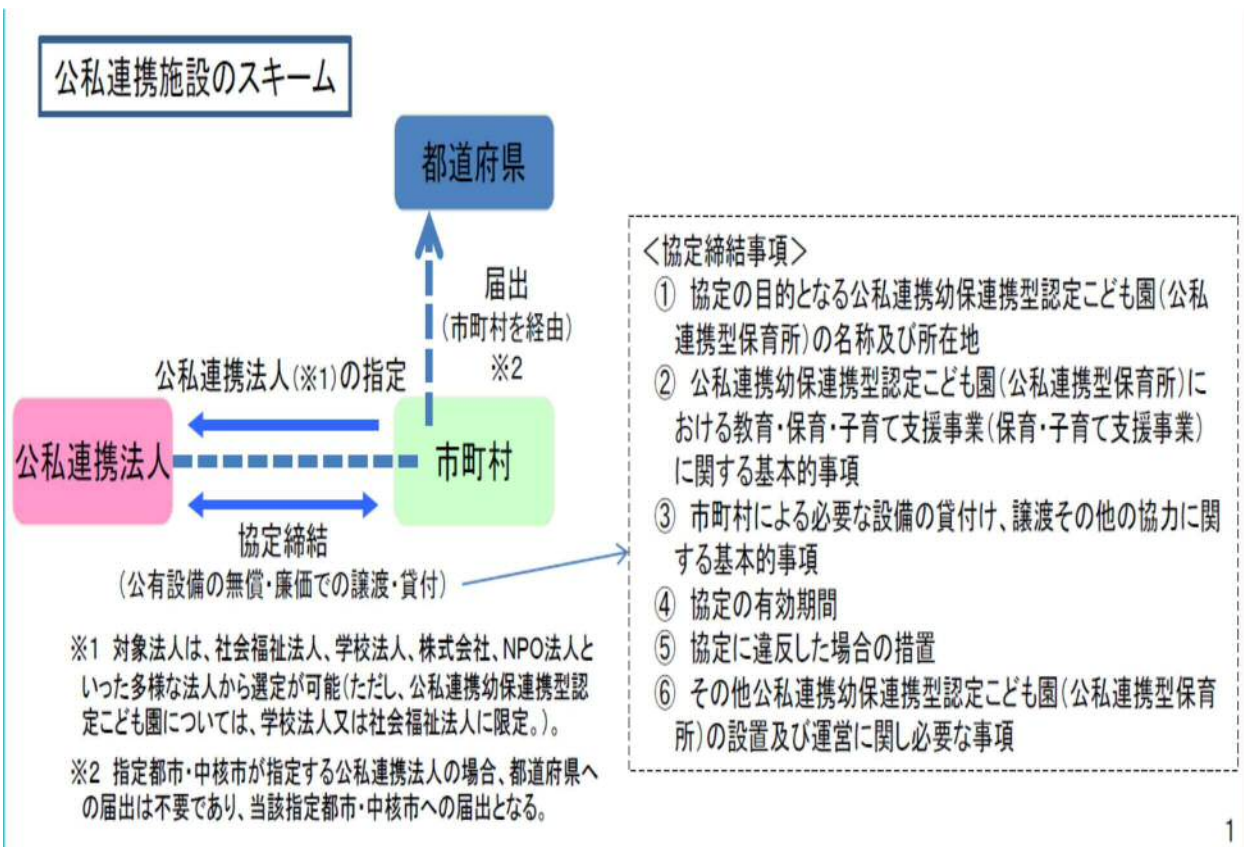 公私連携施設のスキーム
都道府県
届出
(市町村を経由)
※2
公私連携法人(※1)の指定
公私連携法人
市町村
協定締結
(公有設備の無償・廉価での譲渡・貸付)
※1 対象法人は、社会福祉法人、学校法人、株式会社、NPO法人と
いった多様な法人から選定が可能(ただし、公私連携幼保連携型認
定こども園については、学校法人又は社会福祉法人に限定。)。
※2 指定都市・中核市が指定する公私連携法人の場合、都道府県へ
の届出は不要であり、当該指定都市・中核市への届出となる。
<協定締結事項>
① 協定の目的となる公私連携幼保連携型認定こども園(公私
連携型保育所)の名称及び所在地
② 公私連携幼保連携型認定こども園(公私連携型保育所)に
おける教育・保育・子育て支援事業(保育・子育て支援事業)
に関する基本的事項
③ 市町村による必要な設備の貸付け、譲渡その他の協力に関
する基本的事項
④ 協定の有効期間
⑤ 協定に違反した場合の措置
⑥ その他公私連携幼保連携型認定こども園(公私連携型保育
所)の設置及び運営に関し必要な事項
1